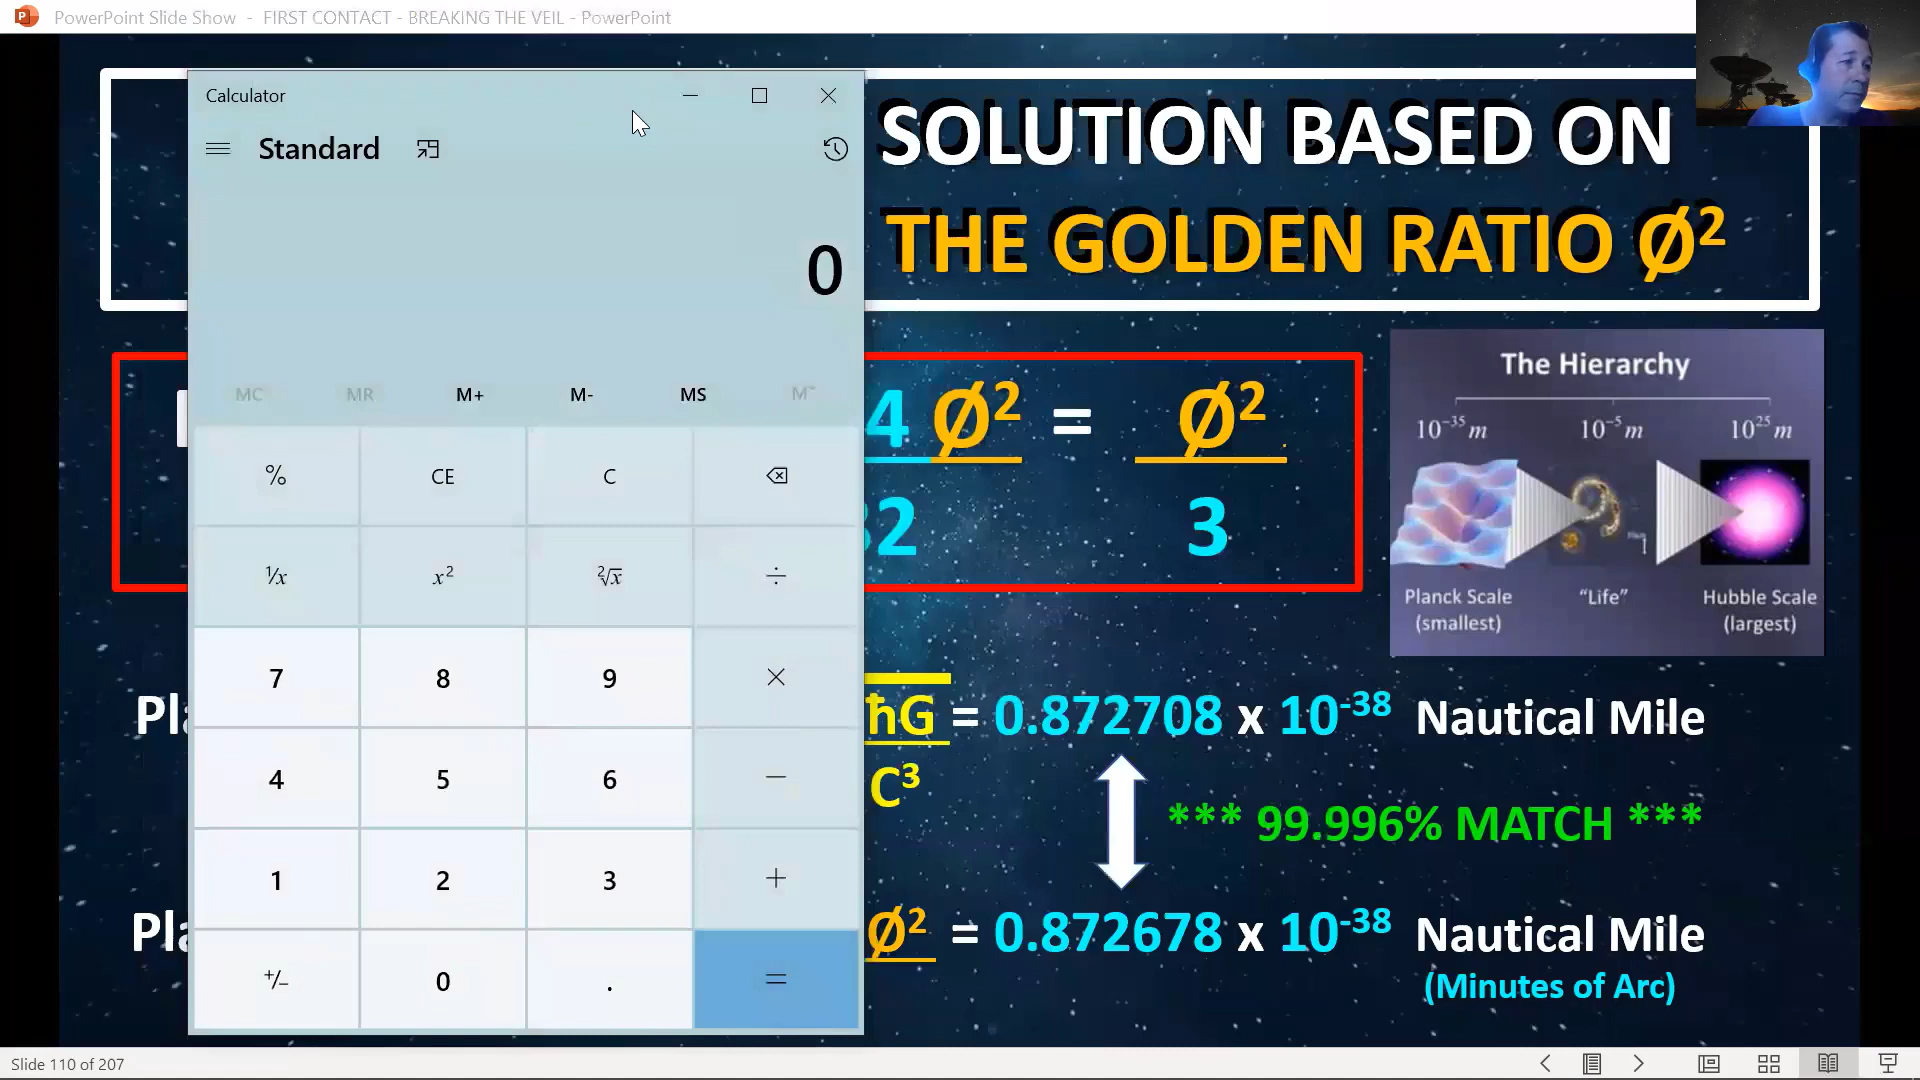 PowerPoint Slide Show - FIRST CONTACT - BREAKING THE VEIL - PowerPoint
Calculator
Standard
0
MC MR M+ M- MS M˅
% CE C
¹/x x² ²√x ÷
7 8 9 ×
4 5 6 −
1 2 3 +
+/− 0 . =
SOLUTION BASED ON
THE GOLDEN RATIO Ø²
4 Ø² = Ø²
2 3
The Hierarchy
10⁻³⁵ m 10⁻⁵ m 10²⁵ m
Planck Scale “Life” Hubble Scale
(smallest) (largest)
Pl ħG = 0.872708 x 10⁻³⁸ Nautical Mile
C³
*** 99.996% MATCH ***
Pl Ø² = 0.872678 x 10⁻³⁸ Nautical Mile
(Minutes of Arc)
Slide 110 of 207